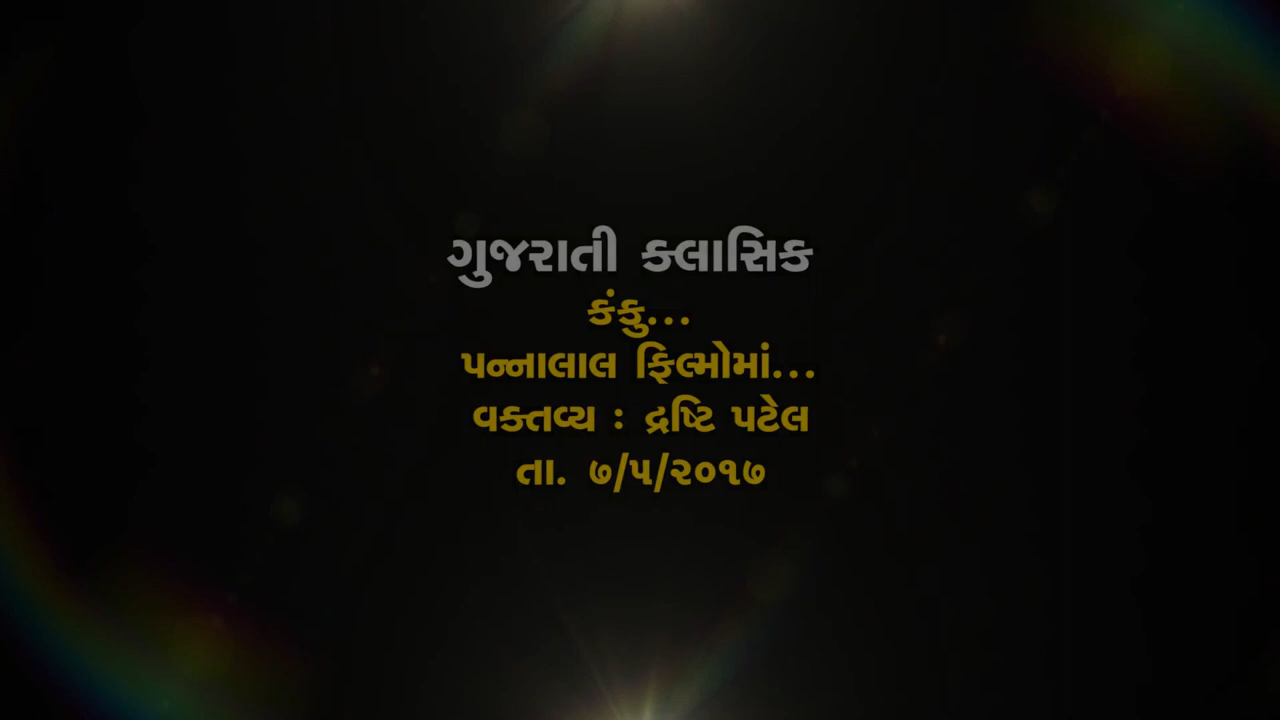 ગુજરાતી ક્લાસિક
કંકુ...
પન્નાલાલ ફિલ્મોમાં...
વક્તવ્ય : દ્રષ્ટિ પટેલ
તા. ૭/૫/૨૦૧૭